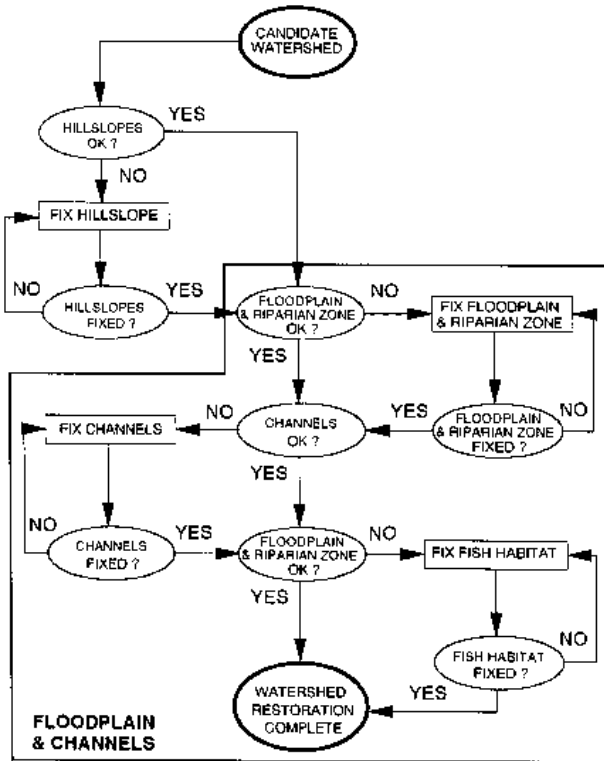 CANDIDATE
WATERSHED
YES
HILLSLOPES
OK ?
NO
FIX HILLSLOPE
NO
HILLSLOPES
FIXED ?
YES
FLOODPLAIN
& RIPARIAN ZONE
OK ?
NO
FIX FLOODPLAIN
& RIPARIAN ZONE
YES
FIX CHANNELS
NO
CHANNELS
OK ?
YES
FLOODPLAIN
& RIPARIAN ZONE
FIXED ?
NO
YES
NO
CHANNELS
FIXED ?
YES
FLOODPLAIN
& RIPARIAN ZONE
OK ?
NO
FIX FISH HABITAT
YES
FISH HABITAT
FIXED ?
NO
YES
WATERSHED
RESTORATION
COMPLETE
FLOODPLAIN
& CHANNELS